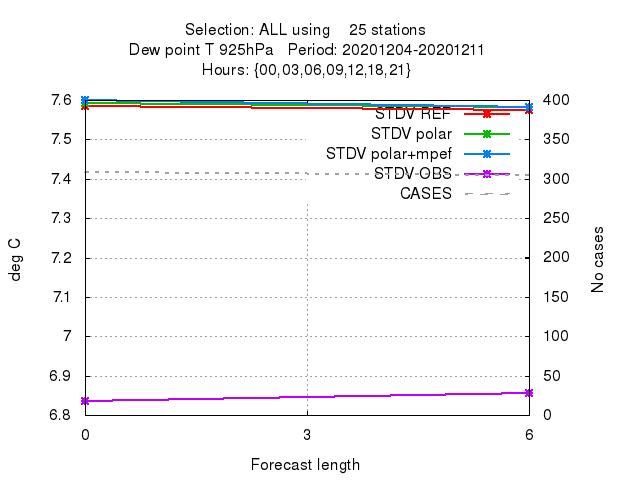 Selection: ALL using    25 stations
Dew point T 925hPa   Period: 20201204-20201211
Hours: {00,03,06,09,12,18,21}
7.6
7.5
7.4
7.3
7.2
7.1
7
6.9
6.8
deg C
400
350
300
250
200
150
100
50
0
No cases
STDV REF
STDV polar
STDV polar+mpef
STDV OBS
CASES
0
3
6
Forecast length